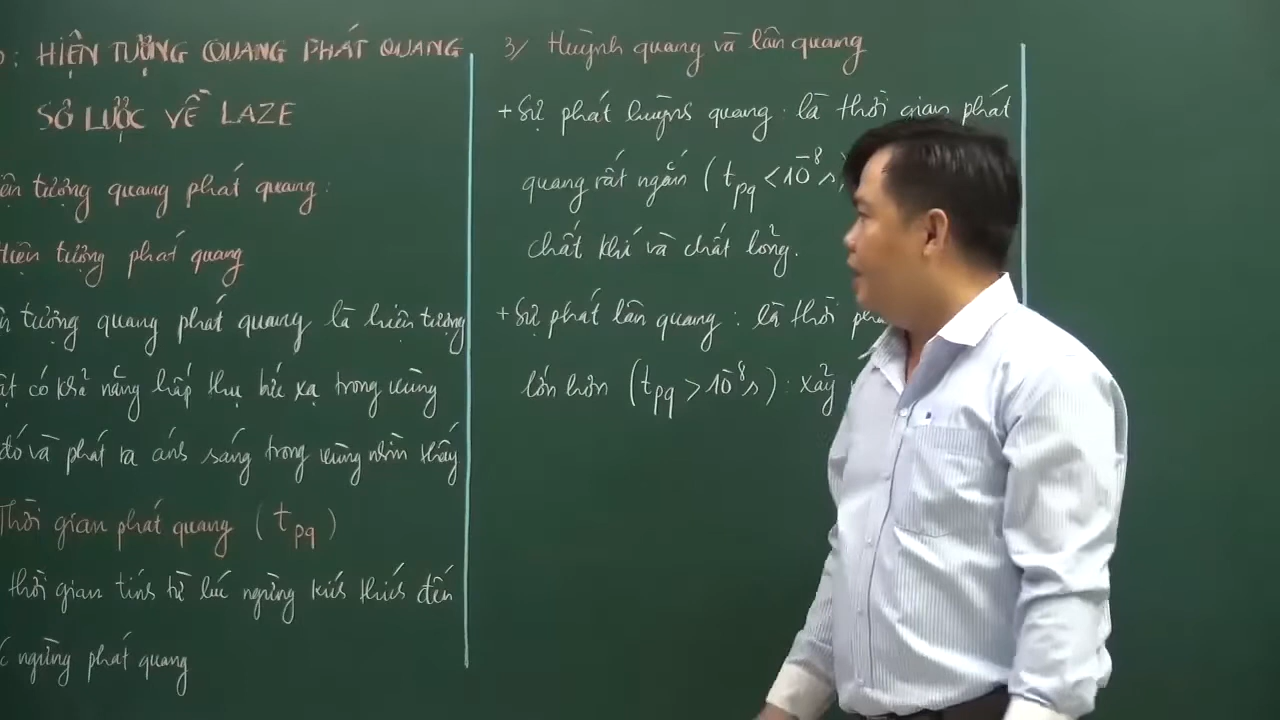 : HIỆN TƯỢNG QUANG PHÁT QUANG
SƠ LƯỢC VỀ LAZE
ện tượng quang phát quang:
Hiện tượng phát quang
n tượng quang phát quang là hiện tượng
ật có khả năng hấp thụ bức xạ trong vùng
đó và phát ra ánh sáng trong vùng nhìn thấy
Thời gian phát quang (tpq)
thời gian tính từ lúc ngừng kích thích đến
c ngừng phát quang
3/ Huỳnh quang và lân quang
+ Sự phát huỳnh quang: là thời gian phát
quang rất ngắn (tpq < 10⁻⁸s)
chất khí và chất lỏng.
+ Sự phát lân quang: là thời
lớn hơn (tpq > 10⁻⁸s): xảy